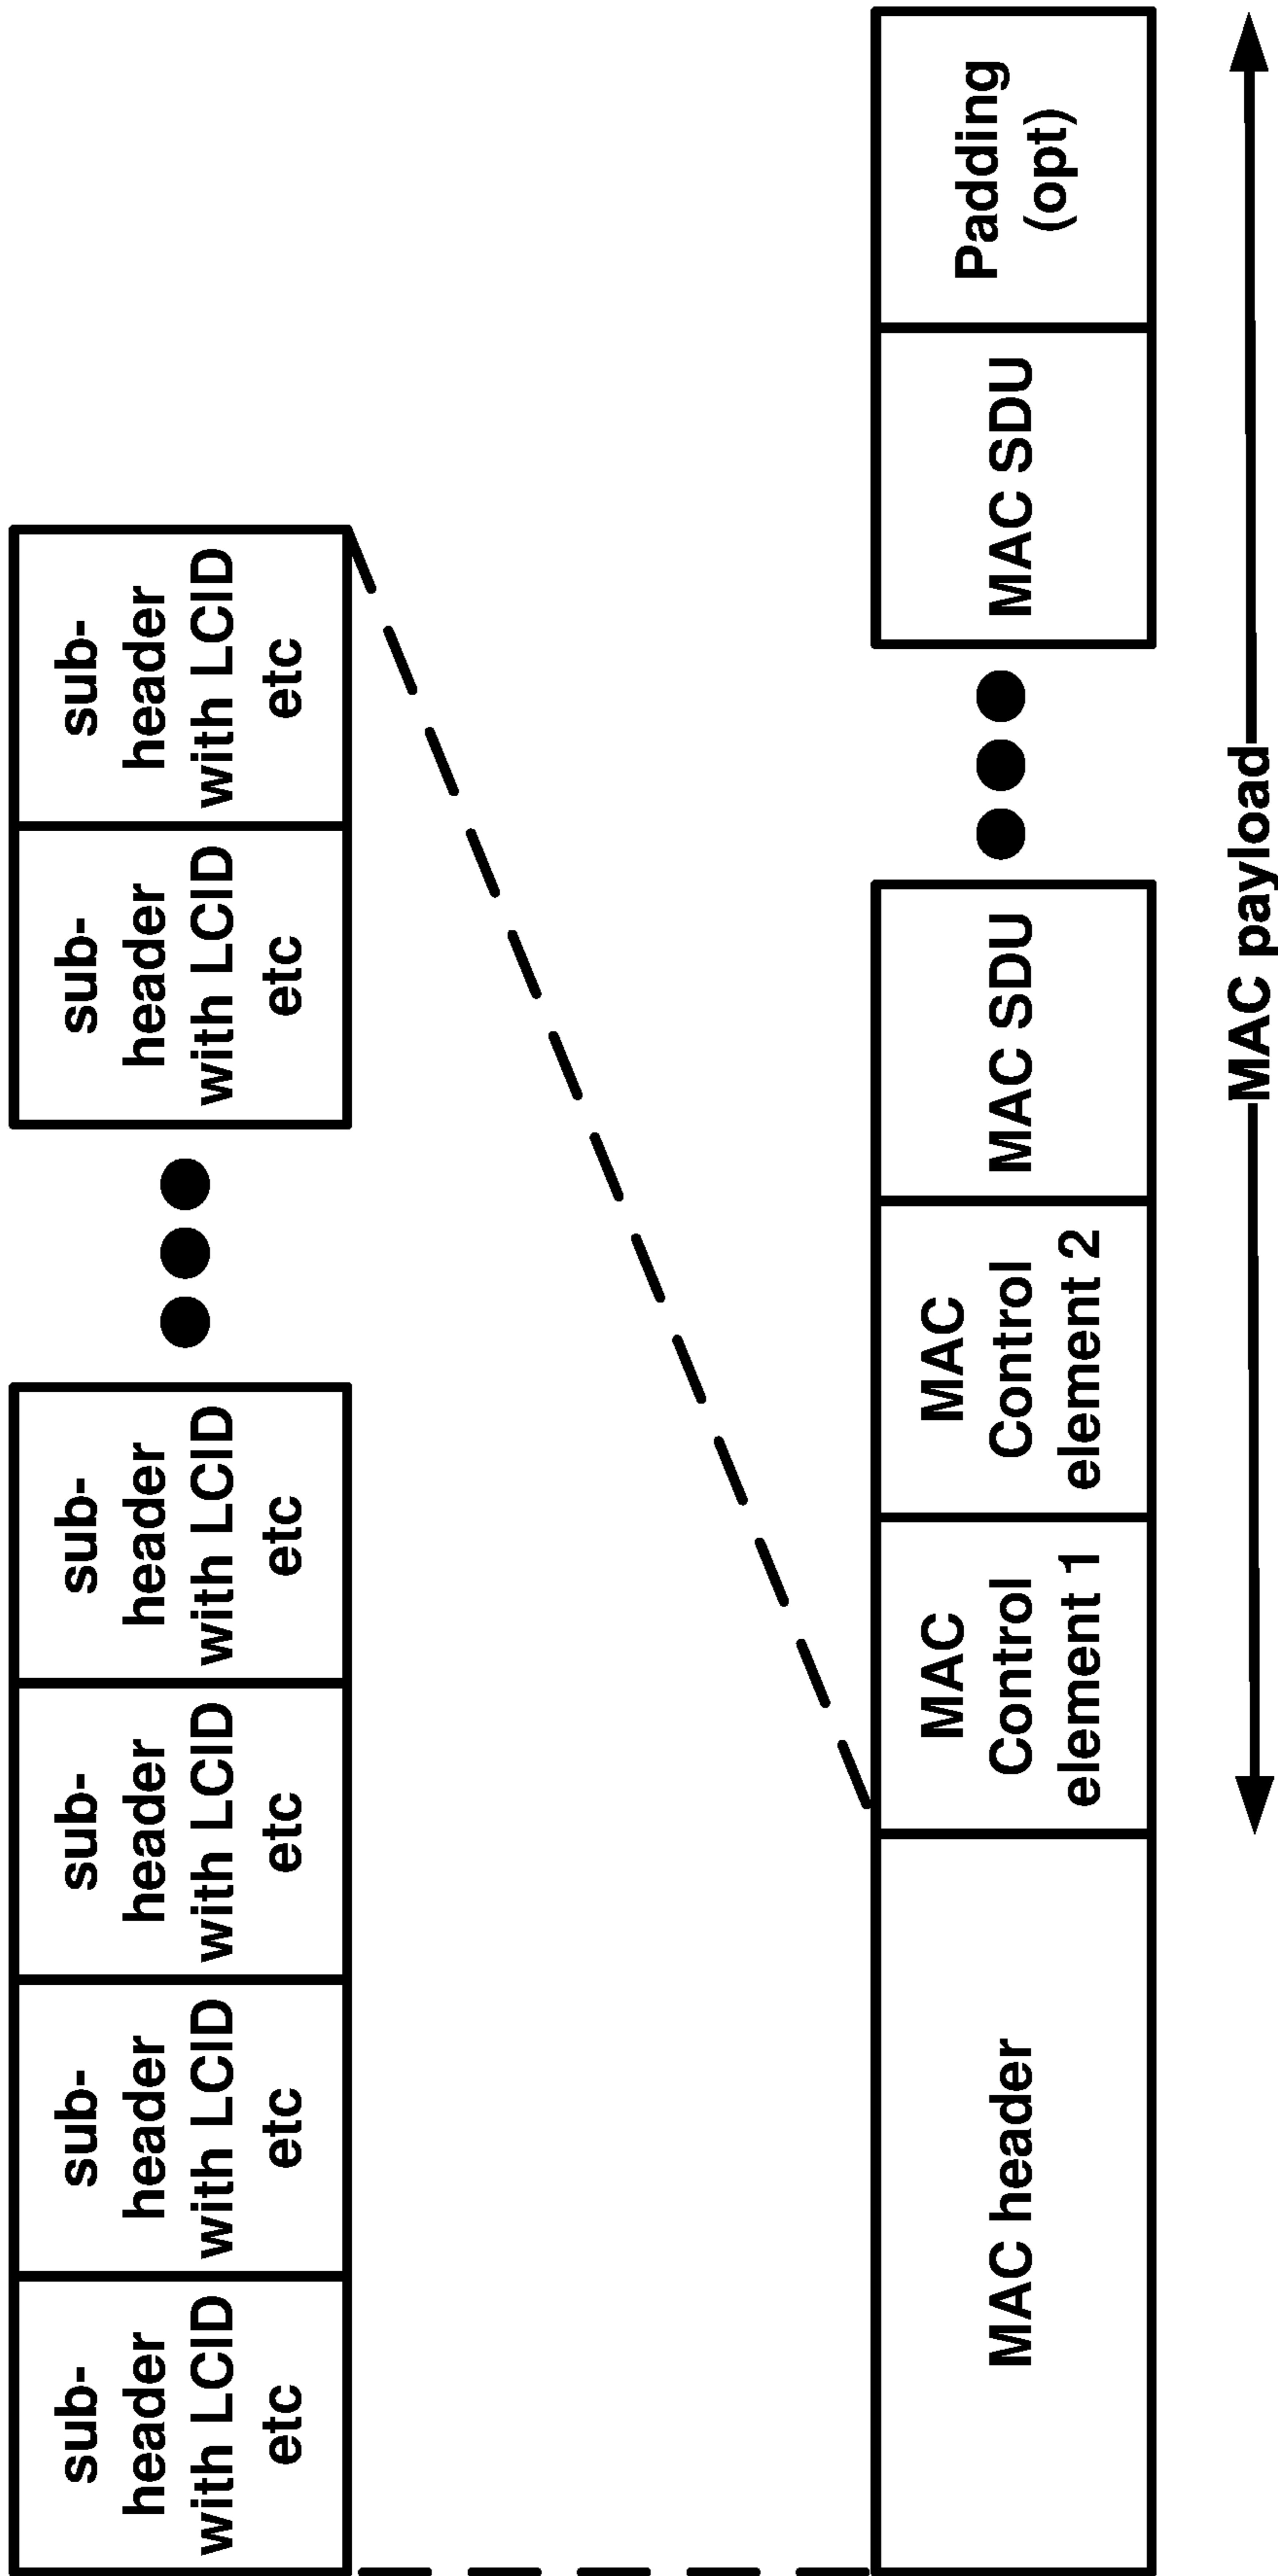 sub-
header
with LCID
etc
sub-
header
with LCID
etc
sub-
header
with LCID
etc
sub-
header
with LCID
etc
sub-
header
with LCID
etc
sub-
header
with LCID
etc
MAC header
MAC
Control
element 1
MAC
Control
element 2
MAC SDU
MAC SDU
Padding
(opt)
MAC payload